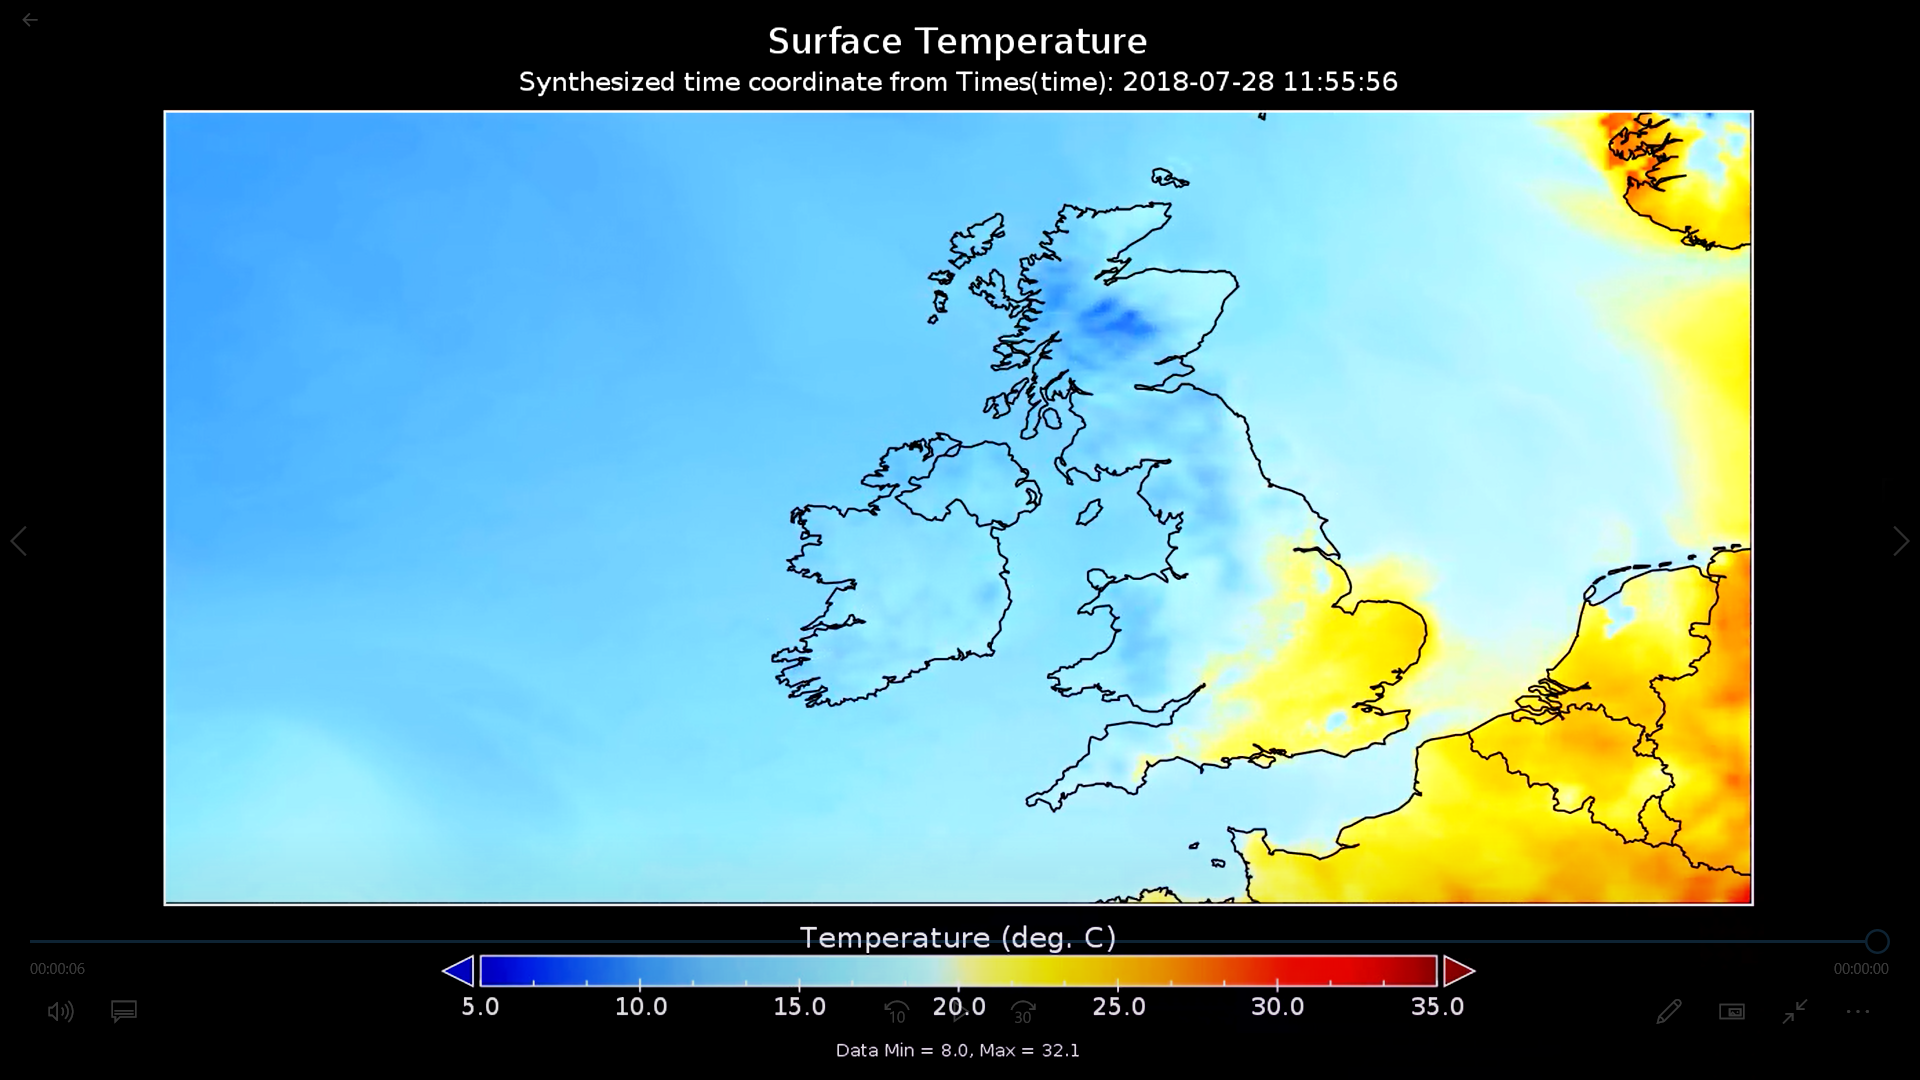 Surface Temperature
Synthesized time coordinate from Times(time): 2018-07-28 11:55:56
Temperature (deg. C)
00:00:06
00:00:00
5.0 10.0 15.0 20.0 25.0 30.0 35.0
10 30
Data Min = 8.0, Max = 32.1